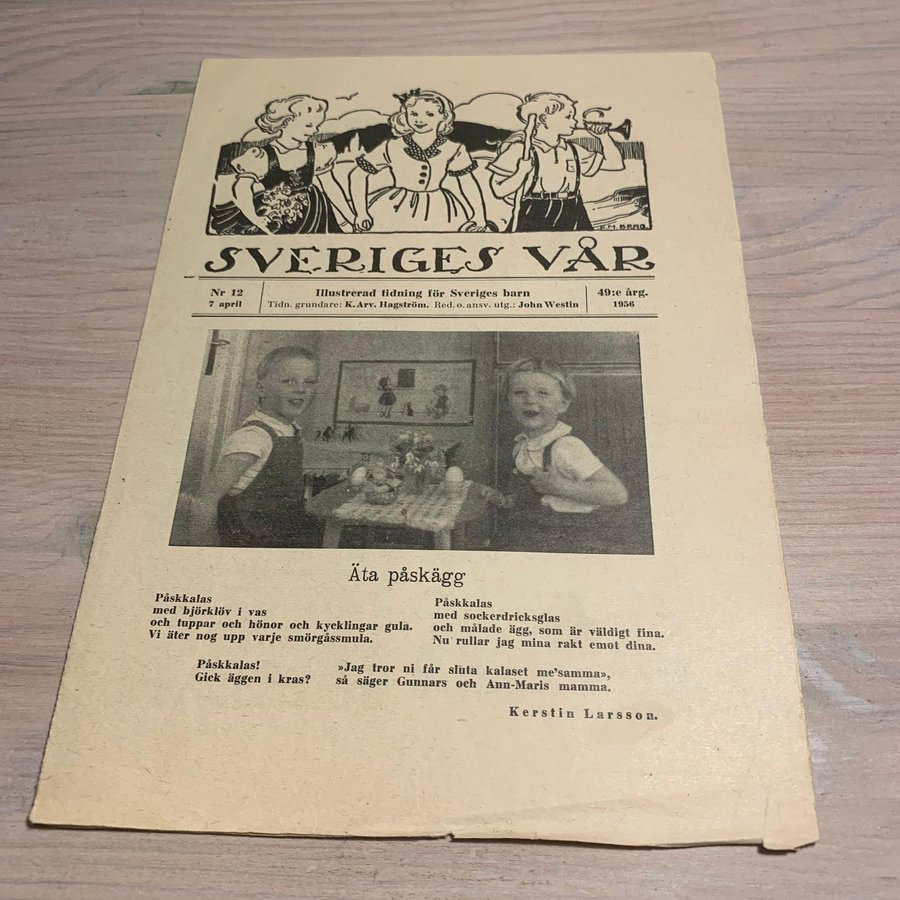 F.M. BRAG
SVERIGES VÅR
Nr 12
7 april
Illustrerad tidning för Sveriges barn
Tidn. grundare: K. Arv. Hagström. Red. o. ansv. utg.: John Westin
49:e årg.
1956
Äta påskägg
Påskkalas
med björklöv i vas
och tuppar och hönor och kycklingar gula.
Vi äter nog upp varje smörgåssmula.
Påskkalas
med sockerdricksglas
och målade ägg, som är väldigt fina.
Nu rullar jag mina rakt emot dina.
Påskkalas!
Gick äggen i kras?
»Jag tror ni får sluta kalaset me'samma»,
så säger Gunnars och Ann-Maris mamma.
Kerstin Larsson.